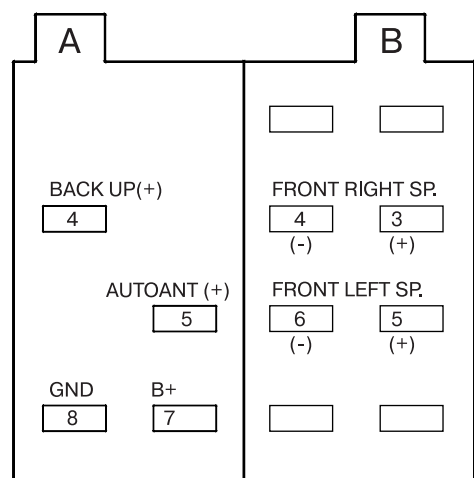 A
B
BACK UP(+)
4
AUTOANT (+)
5
GND
B+
8
7
FRONT RIGHT SP.
4
3
(-)
(+)
FRONT LEFT SP.
6
5
(-)
(+)